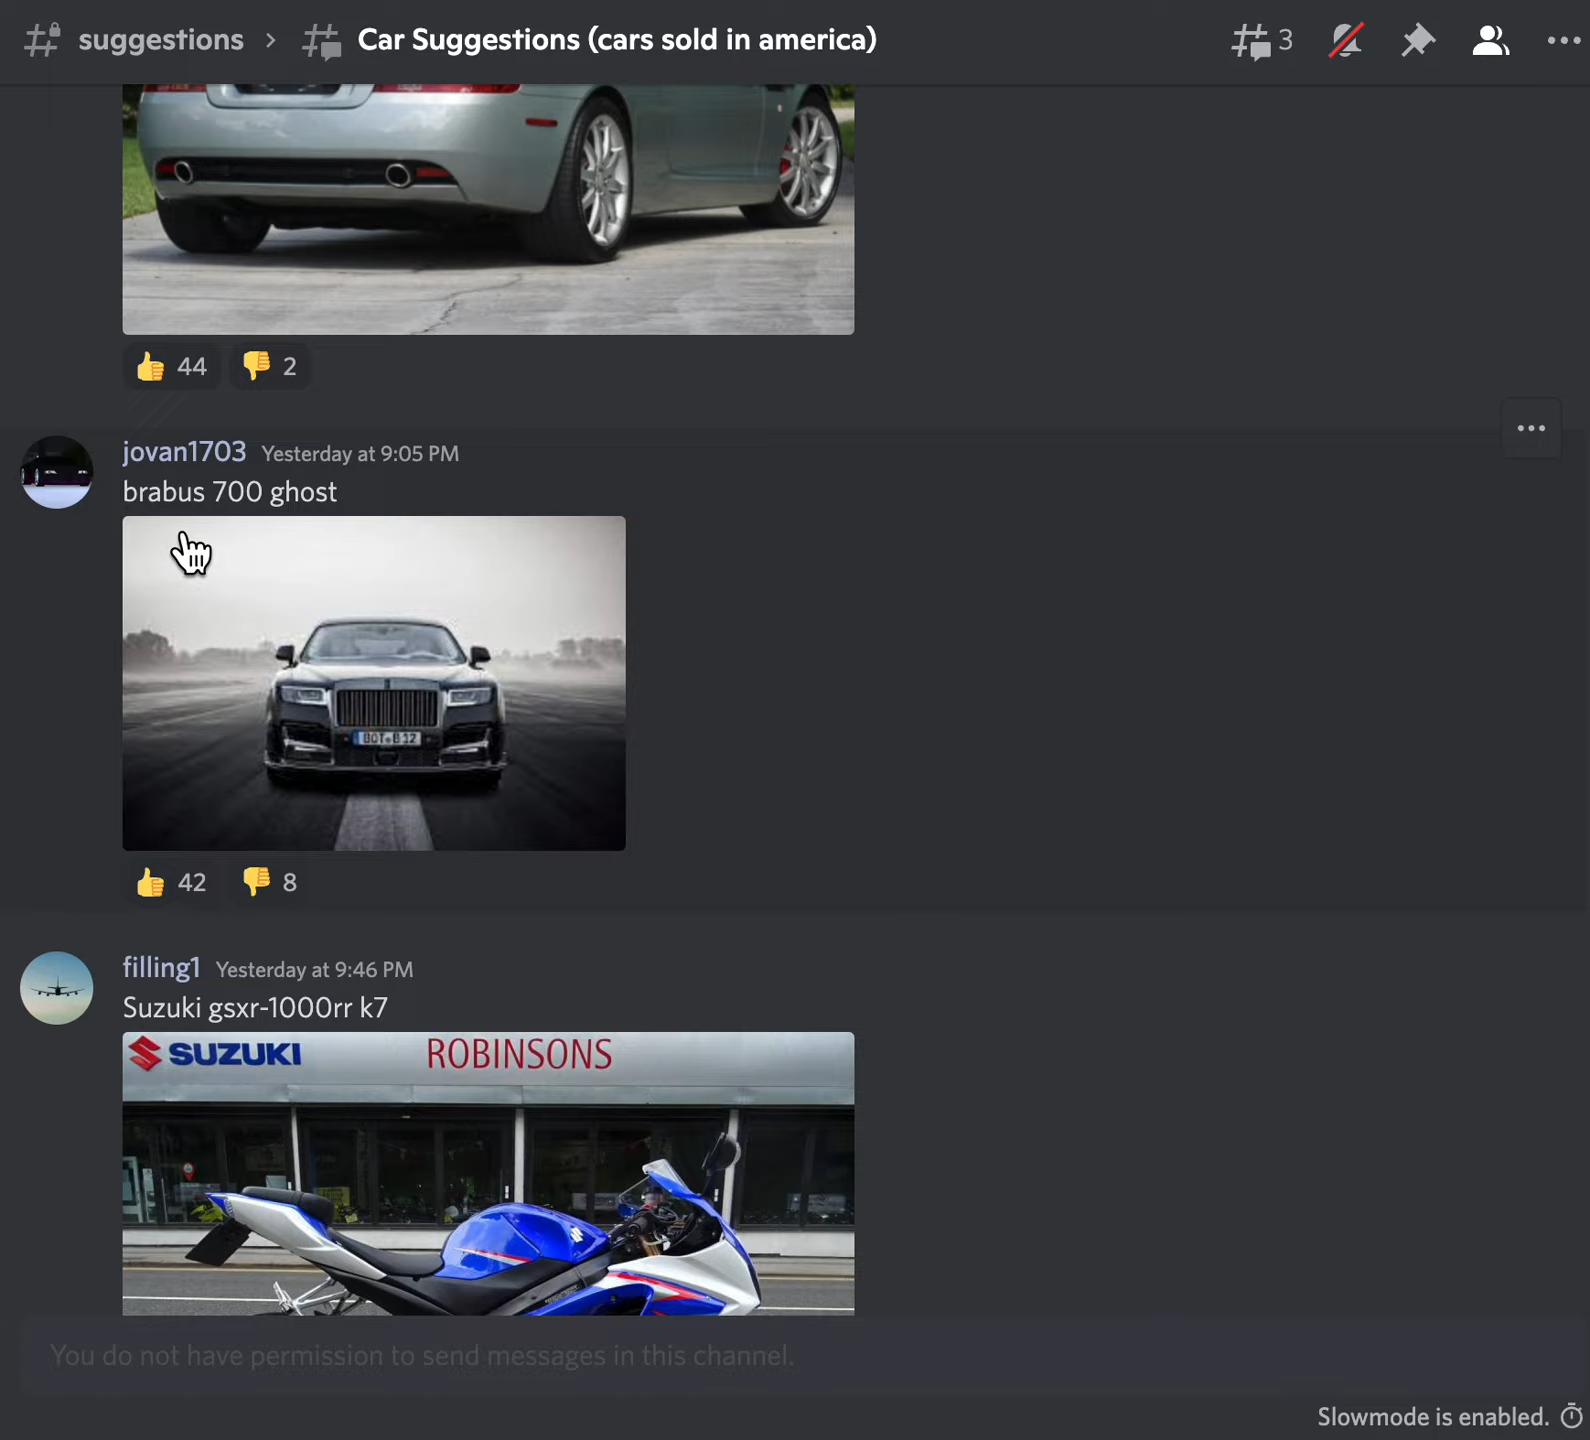 suggestions > Car Suggestions (cars sold in america) 3
44 2
jovan1703 Yesterday at 9:05 PM
brabus 700 ghost
BOT•B 12
42 8
filling1 Yesterday at 9:46 PM
Suzuki gsxr-1000rr k7
SUZUKI ROBINSONS
You do not have permission to send messages in this channel.
Slowmode is enabled.